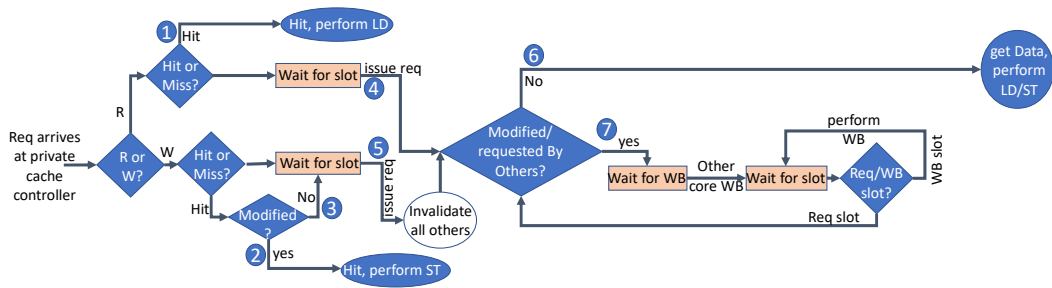 1
Hit
Hit, perform LD
Hit or
Miss?
Wait for slot
issue req
4
R
Req arrives
at private
cache
controller
R or
W?
W
Hit or
Miss?
Hit
Wait for slot
5
issue req
No
3
Modified
?
2
yes
Hit, perform ST
Invalidate
all others
Modified/
requested By
Others?
6
No
get Data,
perform
LD/ST
7
yes
Wait for WB
Other
core WB
Wait for slot
perform
WB
Req/WB
slot?
WB slot
Req slot